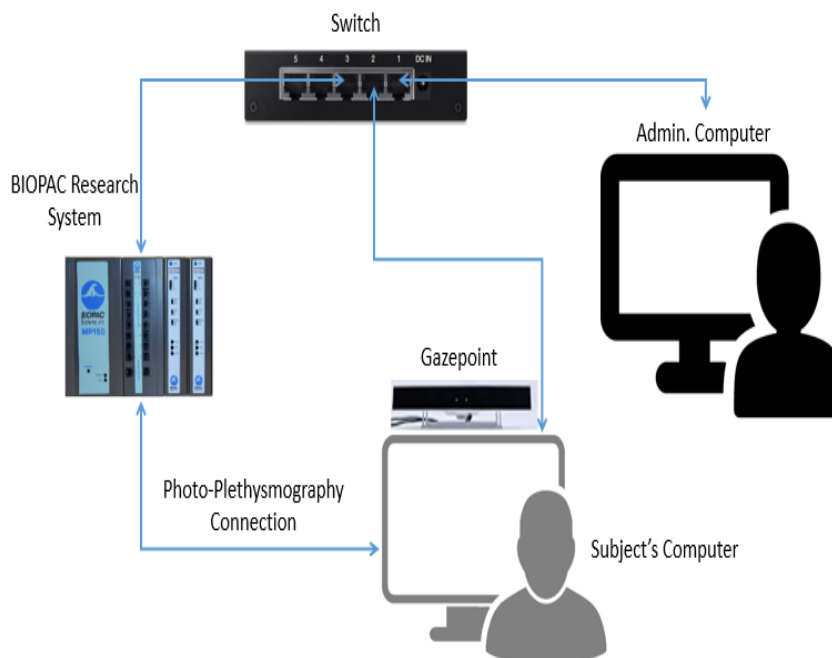 Switch
5 4 3 2 1 DC IN
Admin. Computer
BIOPAC Research
System
BIOPAC
MP150
Gazepoint
Photo-Plethysmography
Connection
Subject's Computer